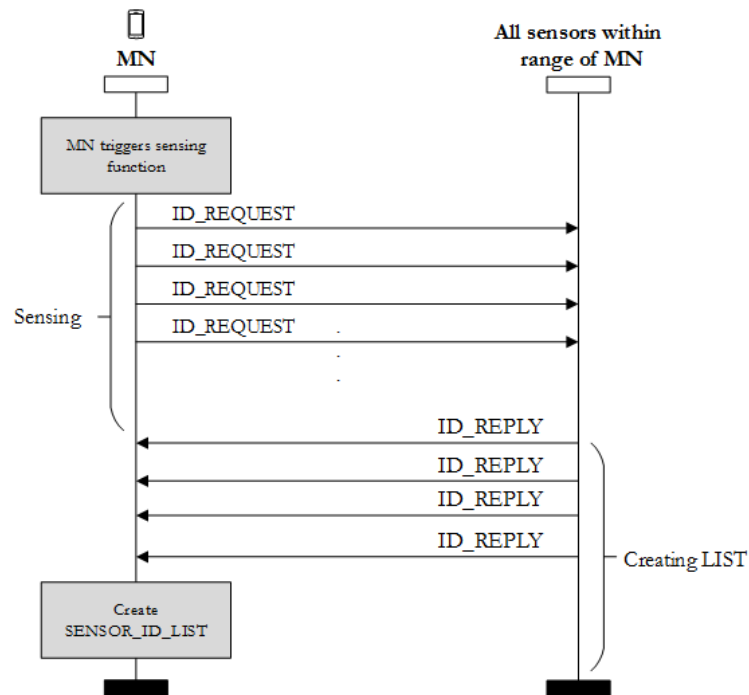 MN
All sensors within
range of MN
MN triggers sensing
function
ID_REQUEST
ID_REQUEST
ID_REQUEST
ID_REQUEST
Sensing
ID_REPLY
ID_REPLY
ID_REPLY
ID_REPLY
Creating LIST
Create
SENSOR_ID_LIST